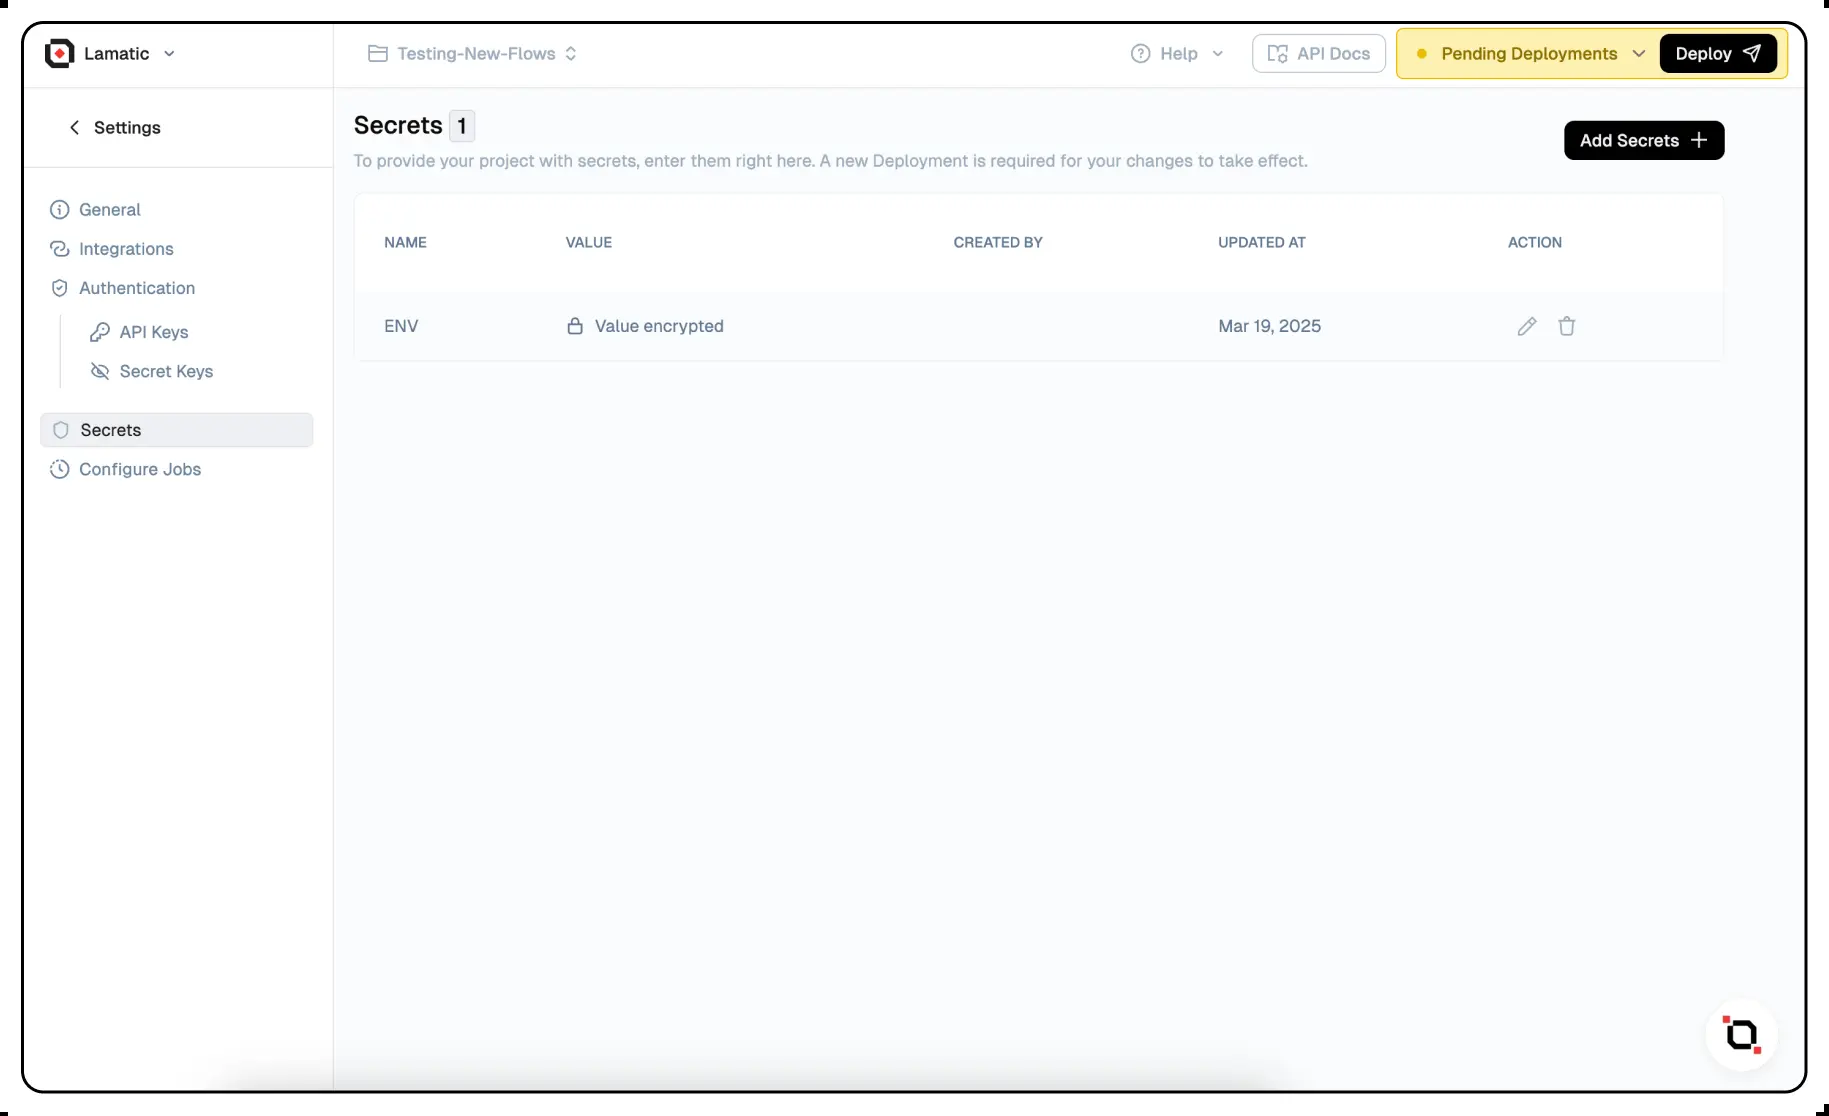 Lamatic
Testing-New-Flows
Help
API Docs
Pending Deployments
Deploy
Settings
General
Integrations
Authentication
API Keys
Secret Keys
Secrets
Configure Jobs
Secrets 1
To provide your project with secrets, enter them right here. A new Deployment is required for your changes to take effect.
Add Secrets
NAME VALUE CREATED BY UPDATED AT ACTION
ENV Value encrypted Mar 19, 2025